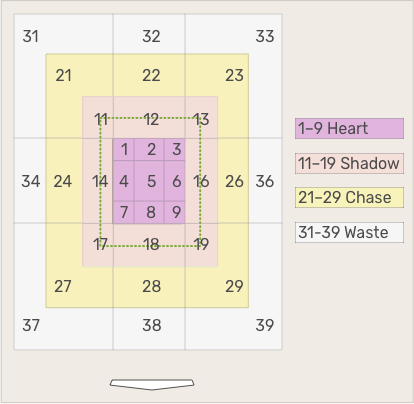 31 32 33
21 22 23
11 12 13
1 2 3
34 24 14 4 5 6 16 26 36
7 8 9
17 18 19
27 28 29
37 38 39
1–9 Heart
11–19 Shadow
21–29 Chase
31-39 Waste